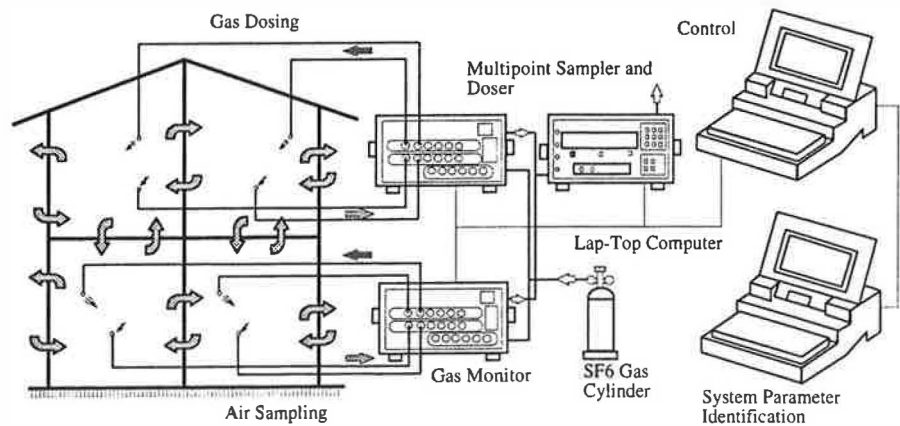 Gas Dosing
Control
Multipoint Sampler and
Doser
Lap-Top Computer
Gas Monitor
SF6 Gas
Cylinder
Air Sampling
System Parameter
Identification